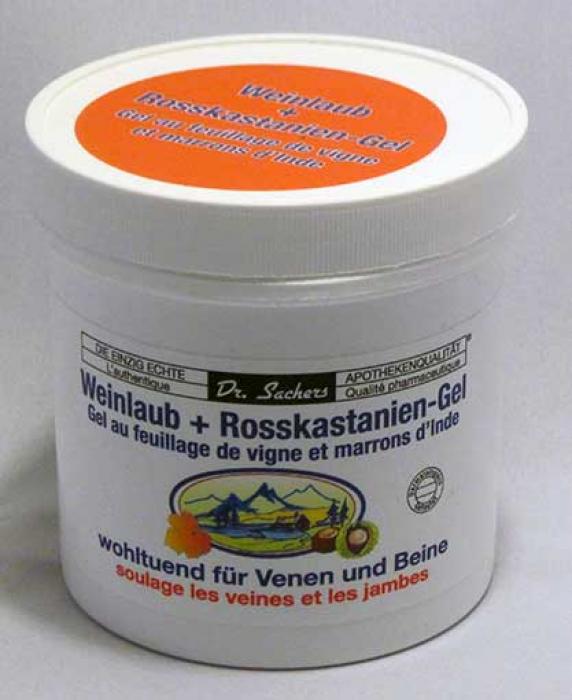 Weinlaub
+
Rosskastanien-Gel
Gel au feuillage de vigne
et marrons d'Inde
DIE EINZIG ECHTE
L'authentique
Dr. Sachers
APOTHEKENQUALITÄT
Qualité pharmaceutique
Weinlaub + Rosskastanien-Gel
Gel au feuillage de vigne et marrons d'Inde
wohltuend für Venen und Beine
soulage les veines et les jambes